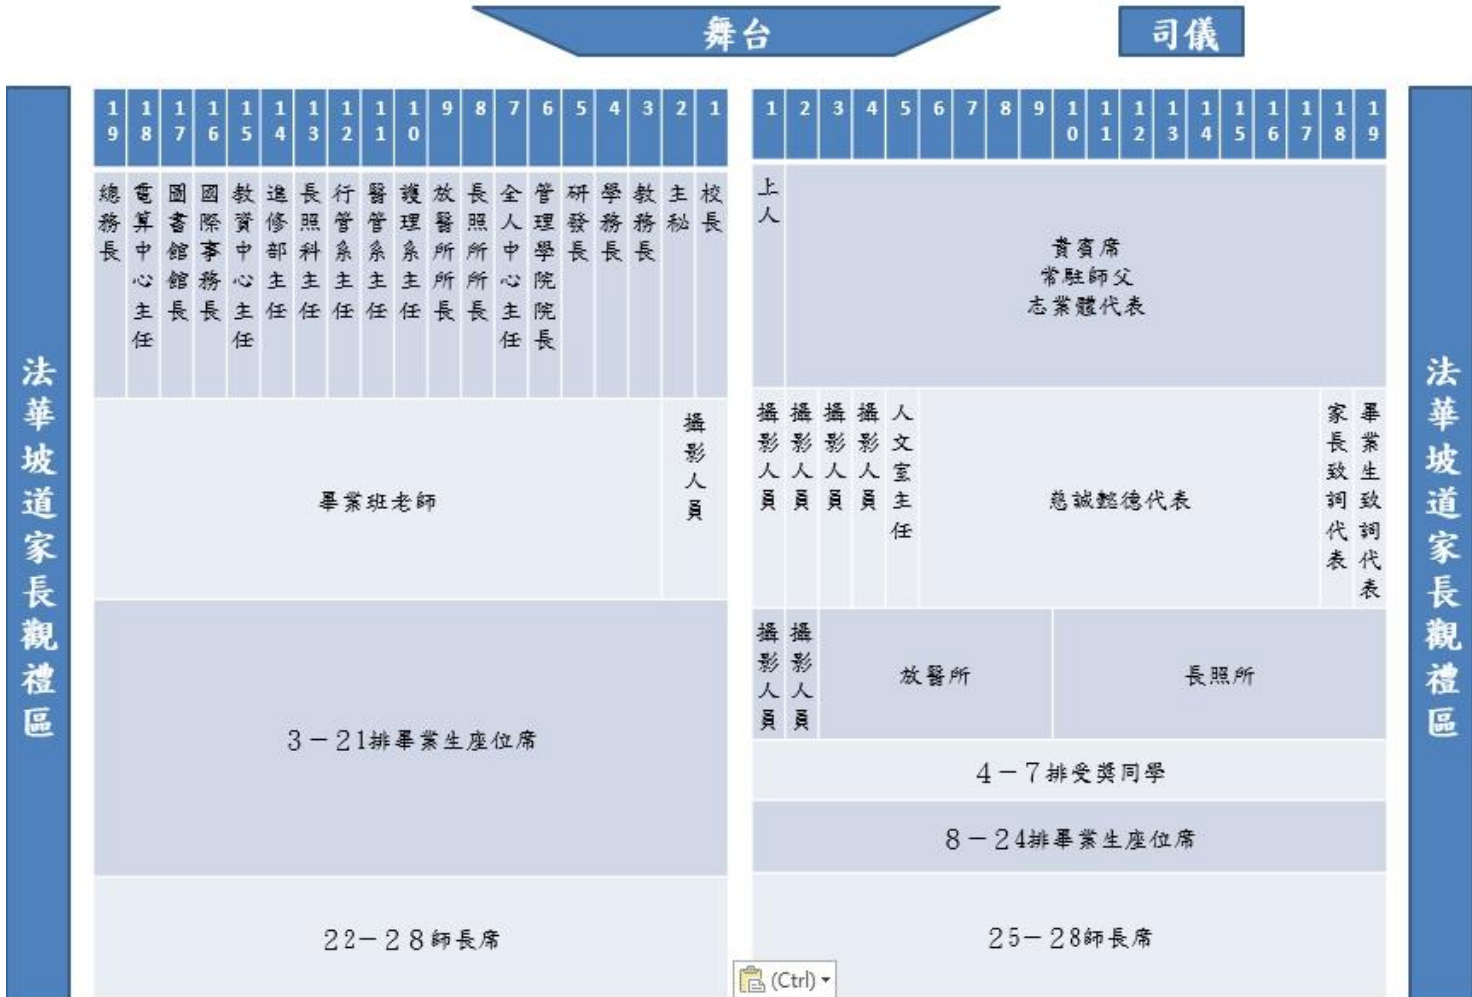 舞台
司儀
法華坡道家長觀禮區
19 18 17 16 15 14 13 12 11 10 9 8 7 6 5 4 3 2 1
總務長
電算中心主任
圖書館館長
國際事務長
教資中心主任
進修部主任
長照科主任
行管系主任
醫管系主任
護理系主任
放醫所所長
長照所所長
全人中心主任
管理學院院長
研發長
學務長
教務長
主秘
校長
畢業班老師
攝影人員
3－21排畢業生座位席
22－28師長席
1 2 3 4 5 6 7 8 9 10 11 12 13 14 15 16 17 18 19
上人
貴賓席
常駐師父
志業體代表
攝影人員
攝影人員
攝影人員
攝影人員
人文室主任
慈誠懿德代表
家長致詞代表
畢業生致詞代表
攝影人員
攝影人員
放醫所
長照所
4－7排受獎同學
8－24排畢業生座位席
25－28師長席
法華坡道家長觀禮區
(Ctrl)